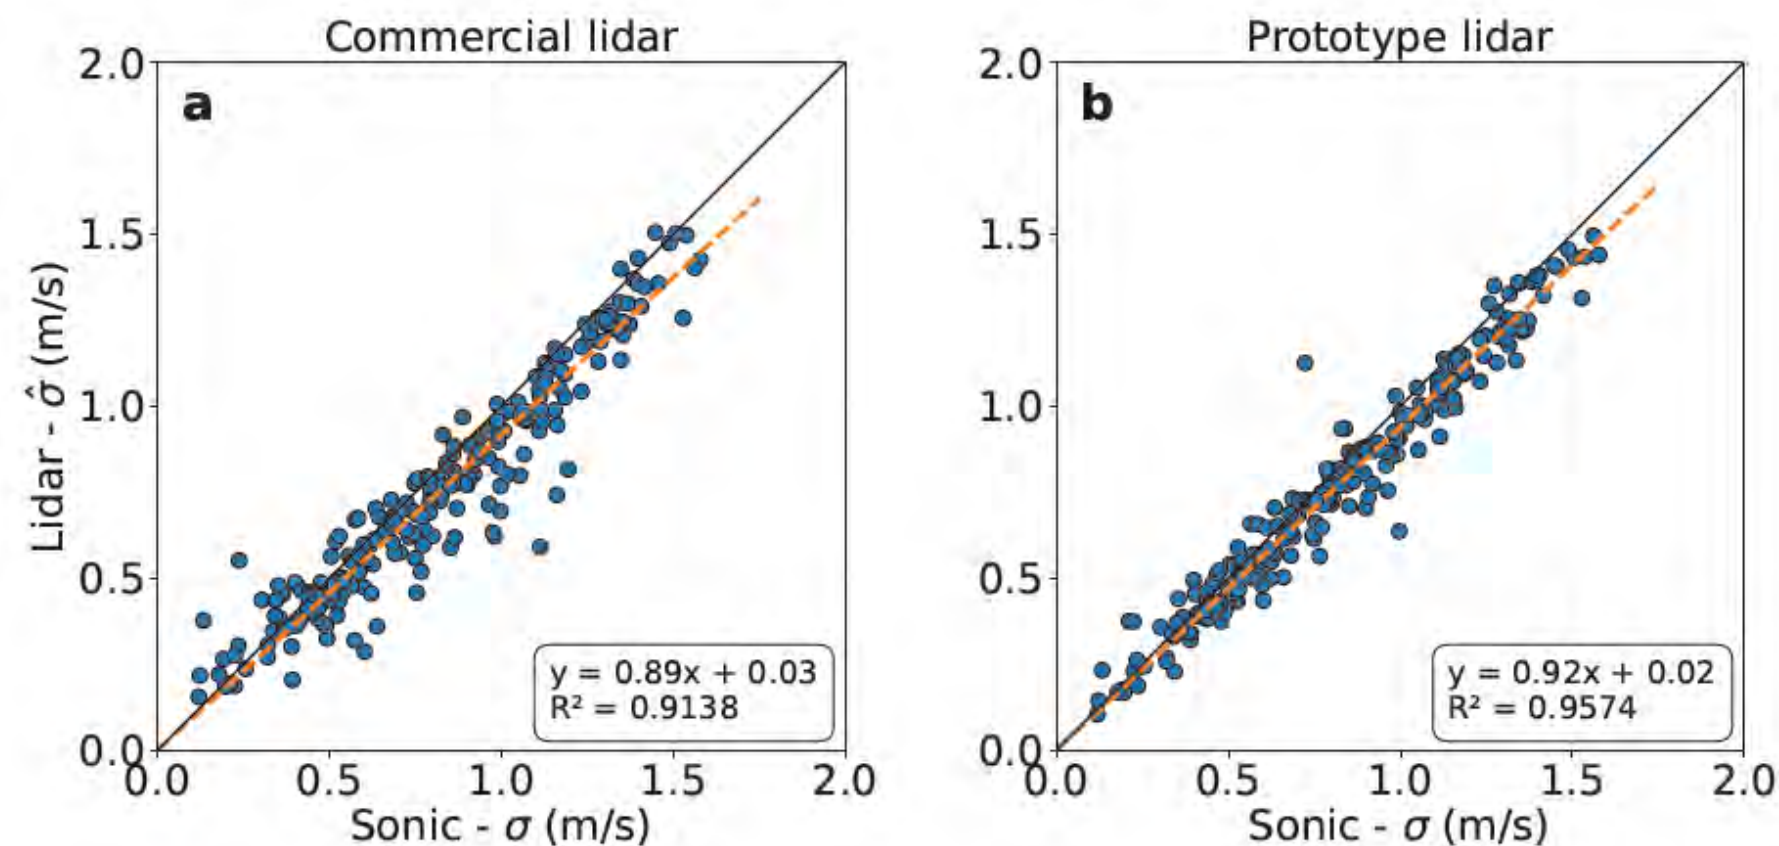 Commercial lidar
a
2.0
1.5
1.0
0.5
0.0
Lidar - σ̂ (m/s)
y = 0.89x + 0.03
R² = 0.9138
0.0 0.5 1.0 1.5 2.0
Sonic - σ (m/s)
Prototype lidar
b
2.0
1.5
1.0
0.5
0.0
y = 0.92x + 0.02
R² = 0.9574
0.0 0.5 1.0 1.5 2.0
Sonic - σ (m/s)